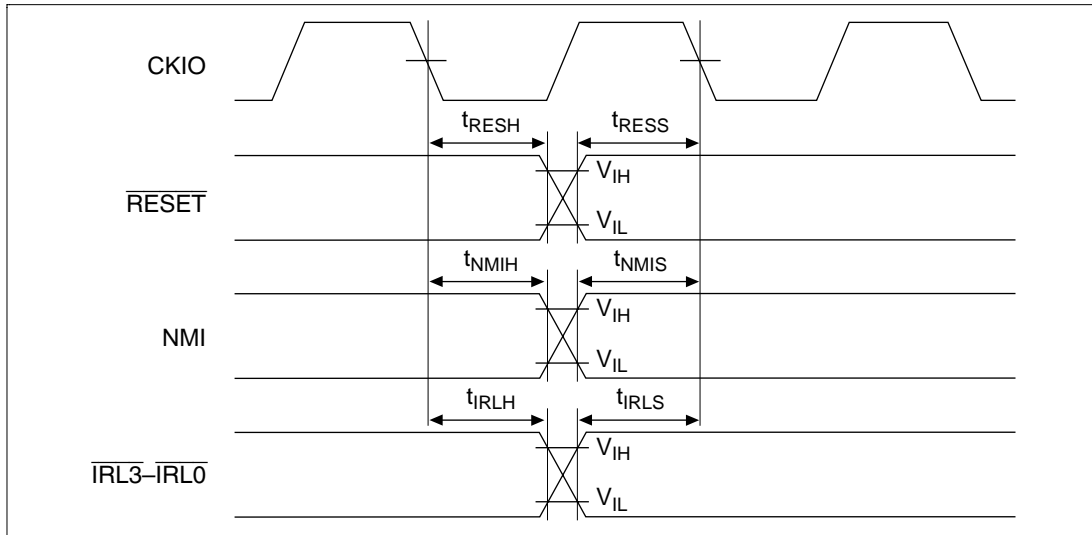 CKIO
tRESH
tRESS
RESET
VIH
VIL
tNMIH
tNMIS
NMI
VIH
VIL
tIRLH
tIRLS
IRL3–IRL0
VIH
VIL